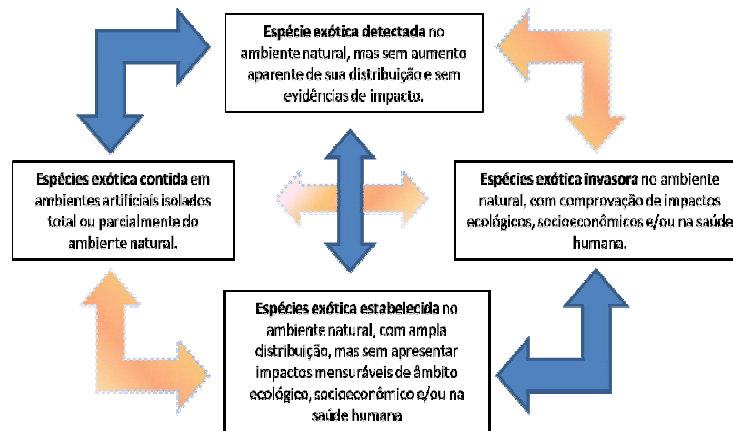 Espécie exótica detectada no
ambiente natural, mas sem aumento
aparente de sua distribuição e sem
evidências de impacto.
Espécies exótica contida em
ambientes artificiais isolados
total ou parcialmente do
ambiente natural.
Espécies exótica invasora no ambiente
natural, com comprovação de impactos
ecológicos, socioeconômicos e/ou na saúde
humana.
Espécies exótica estabelecida no
ambiente natural, com ampla
distribuição, mas sem apresentar
impactos mensuráveis de âmbito
ecológico, socioeconômico e/ou na
saúde humana